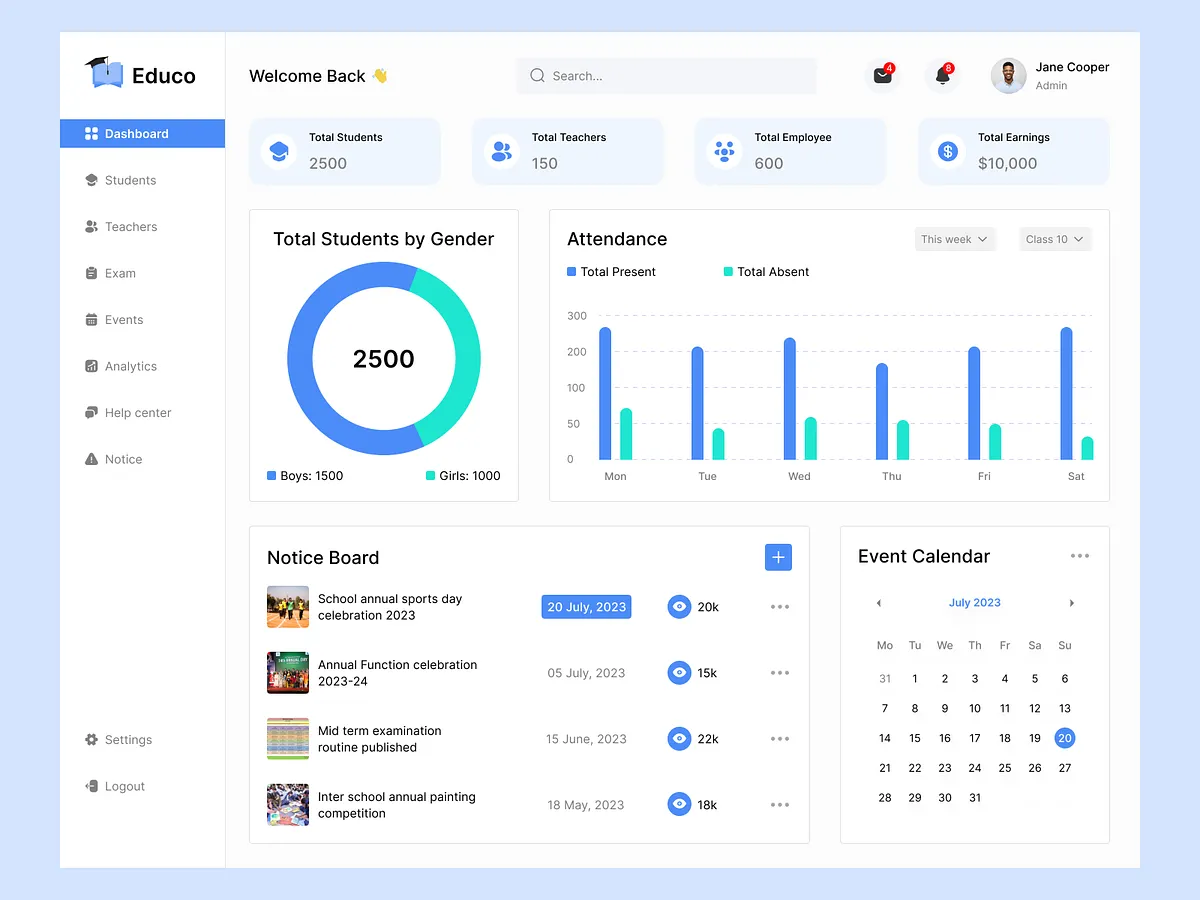 Educo
Welcome Back 👋
Search...
4
8
Jane Cooper
Admin
Dashboard
Students
Teachers
Exam
Events
Analytics
Help center
Notice
Settings
Logout
Total Students
2500
Total Teachers
150
Total Employee
600
Total Earnings
$10,000
Total Students by Gender
2500
Boys: 1500
Girls: 1000
Attendance
This week
Class 10
Total Present
Total Absent
300
200
100
50
0
Mon Tue Wed Thu Fri Sat
Notice Board
School annual sports day
celebration 2023
20 July, 2023
20k
Annual Function celebration
2023-24
05 July, 2023
15k
Mid term examination
routine published
15 June, 2023
22k
Inter school annual painting
competition
18 May, 2023
18k
Event Calendar
July 2023
Mo Tu We Th Fr Sa Su
31 1 2 3 4 5 6
7 8 9 10 11 12 13
14 15 16 17 18 19 20
21 22 23 24 25 26 27
28 29 30 31